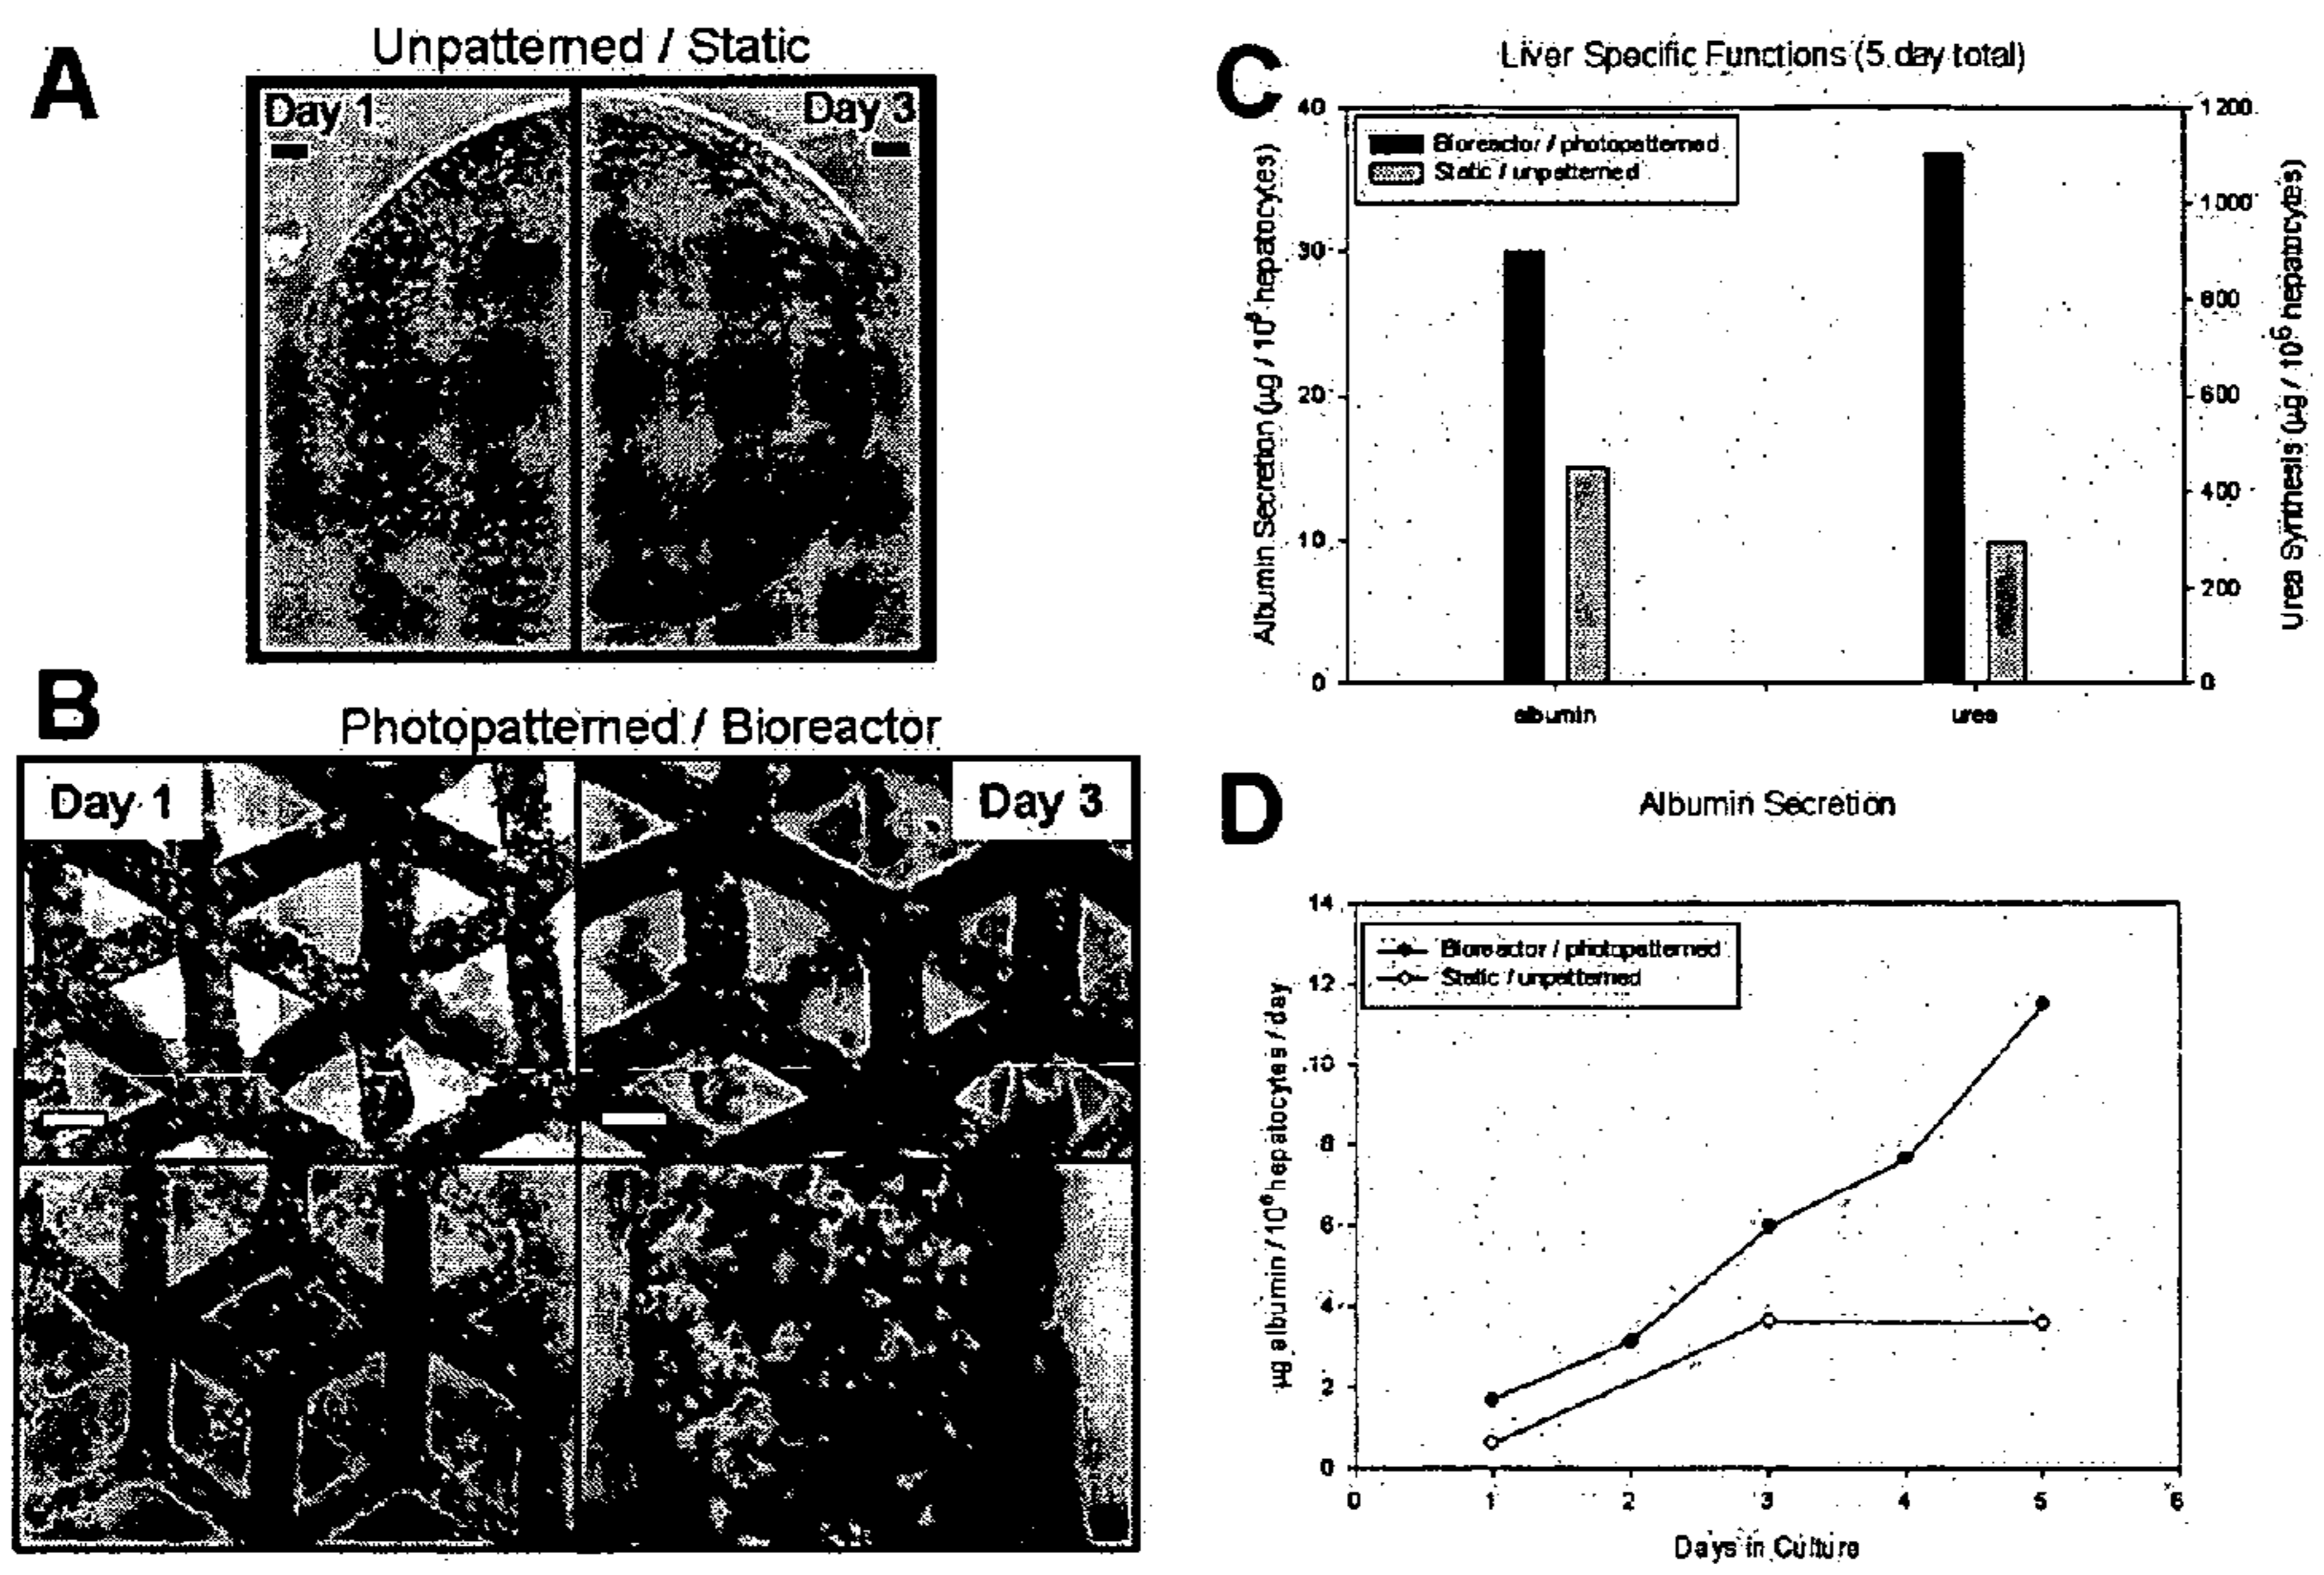 A
Unpatterned / Static
Day 1
Day 3
B
Photopatterned / Bioreactor
Day 1
Day 3
C
Liver Specific Functions (5 day total)
Albumin Secretion (µg / 10⁶ hepatocytes)
40
30
20
10
0
Bioreactor / photopatterned
Static / unpatterned
1200
1000
800
600
400
200
0
Urea Synthesis (µg / 10⁶ hepatocytes)
albumin
urea
D
Albumin Secretion
µg albumin / 10⁶ hepatocytes / day
14
12
10
8
6
4
2
0
Bioreactor / photopatterned
Static / unpatterned
0 1 2 3 4 5 6
Days in Culture